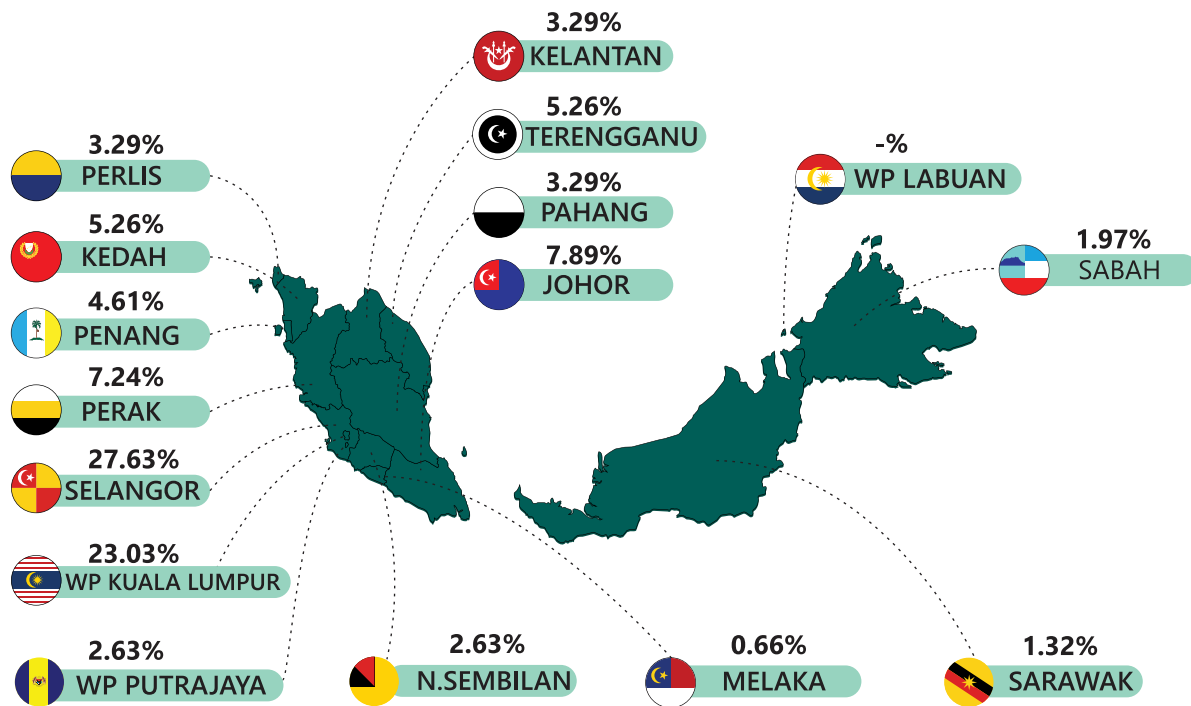 3.29%
KELANTAN
5.26%
TERENGGANU
3.29%
PAHANG
7.89%
JOHOR
3.29%
PERLIS
5.26%
KEDAH
4.61%
PENANG
7.24%
PERAK
27.63%
SELANGOR
23.03%
WP KUALA LUMPUR
2.63%
WP PUTRAJAYA
2.63%
N.SEMBILAN
0.66%
MELAKA
-%
WP LABUAN
1.97%
SABAH
1.32%
SARAWAK